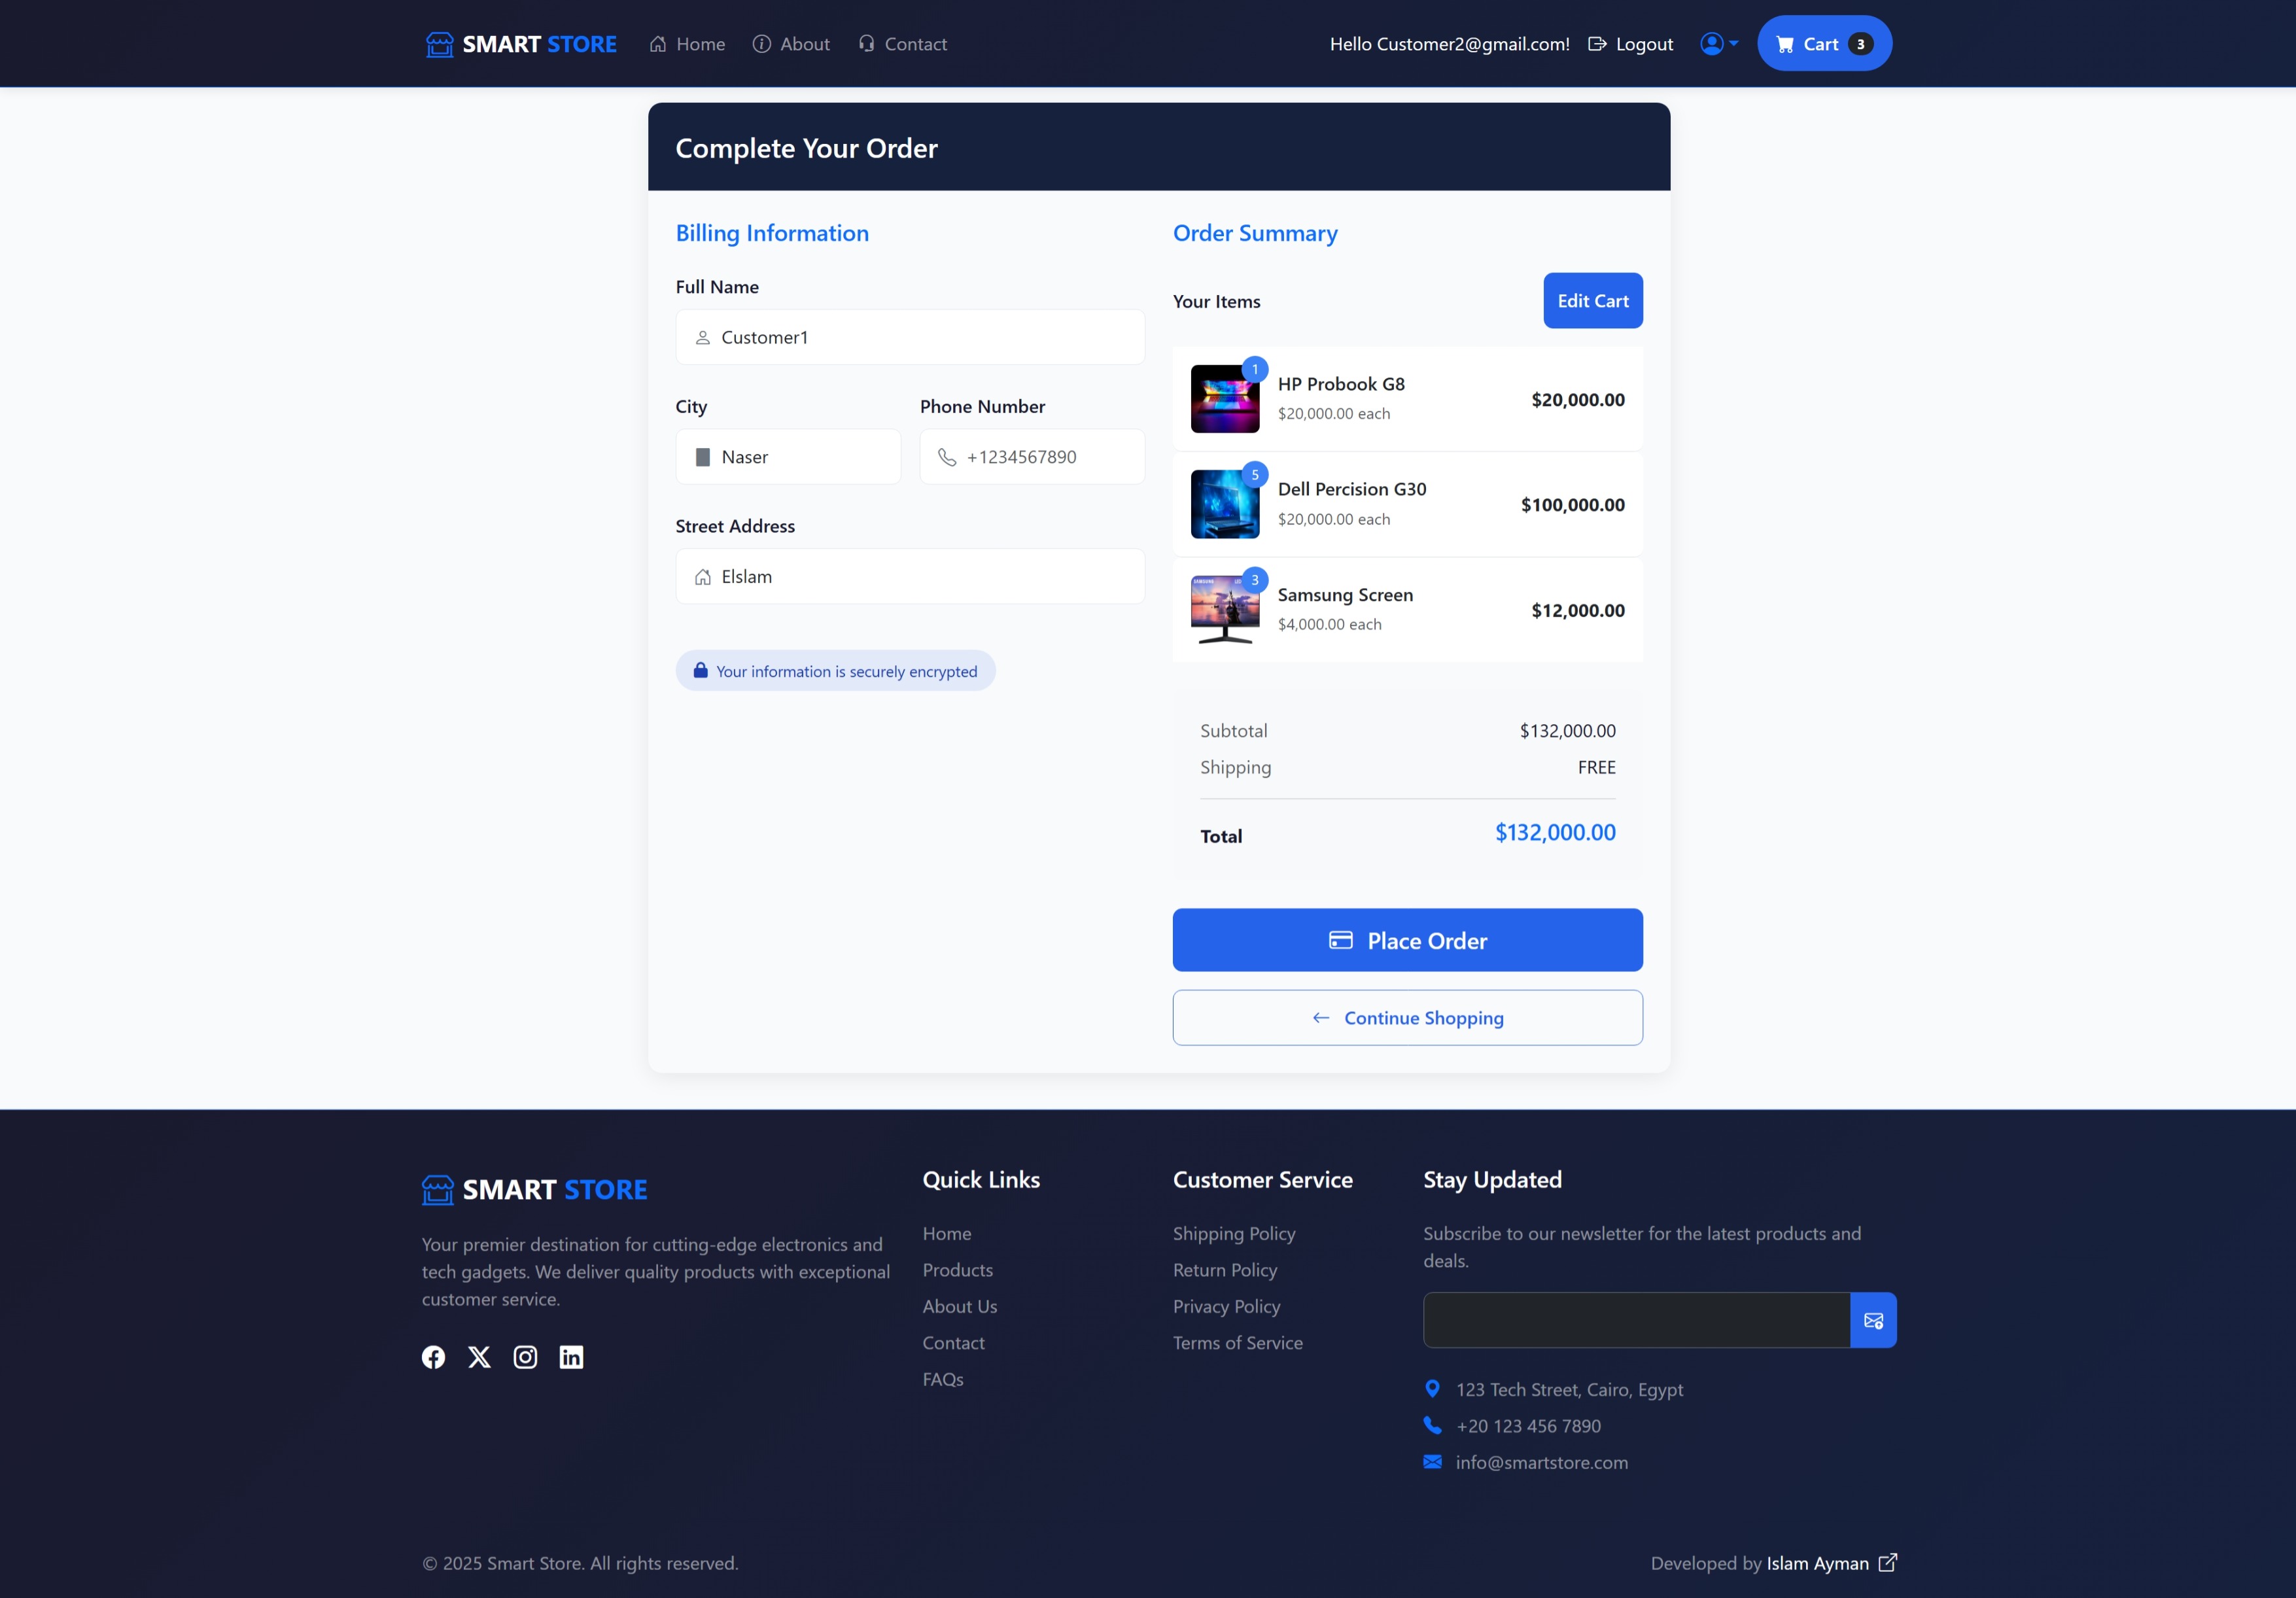 SMART STORE
Home
About
Contact
Hello Customer2@gmail.com!
Logout
Cart 3
Complete Your Order
Billing Information
Full Name
Customer1
City
Phone Number
Naser
+1234567890
Street Address
Elslam
Your information is securely encrypted
Order Summary
Your Items
Edit Cart
1
HP Probook G8
$20,000.00 each
$20,000.00
5
Dell Percision G30
$20,000.00 each
$100,000.00
SAMSUNG
3
Samsung Screen
$4,000.00 each
$12,000.00
Subtotal
$132,000.00
Shipping
FREE
Total
$132,000.00
Place Order
Continue Shopping
SMART STORE
Your premier destination for cutting-edge electronics and
tech gadgets. We deliver quality products with exceptional
customer service.
Quick Links
Home
Products
About Us
Contact
FAQs
Customer Service
Shipping Policy
Return Policy
Privacy Policy
Terms of Service
Stay Updated
Subscribe to our newsletter for the latest products and
deals.
123 Tech Street, Cairo, Egypt
+20 123 456 7890
info@smartstore.com
© 2025 Smart Store. All rights reserved.
Developed by Islam Ayman